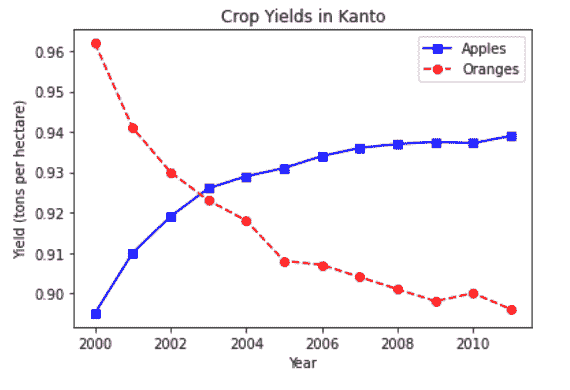 Crop Yields in Kanto
Apples
Oranges
Yield (tons per hectare)
0.96
0.95
0.94
0.93
0.92
0.91
0.90
2000 2002 2004 2006 2008 2010
Year